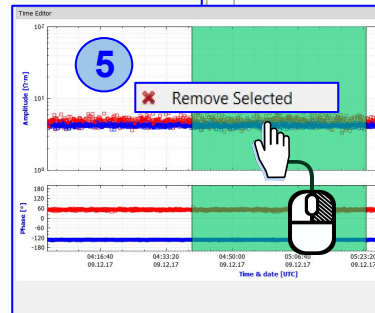 Time Editor
10²
5
Remove Selected
Amplitude [Ωm]
10¹
10⁰
Phase [°]
180
120
60
0
-60
-120
-180
04:16:40 04:33:20 04:50:00 05:06:40 05:23:20
09.12.17 09.12.17 09.12.17 09.12.17 09.12.17
Time & date [UTC]